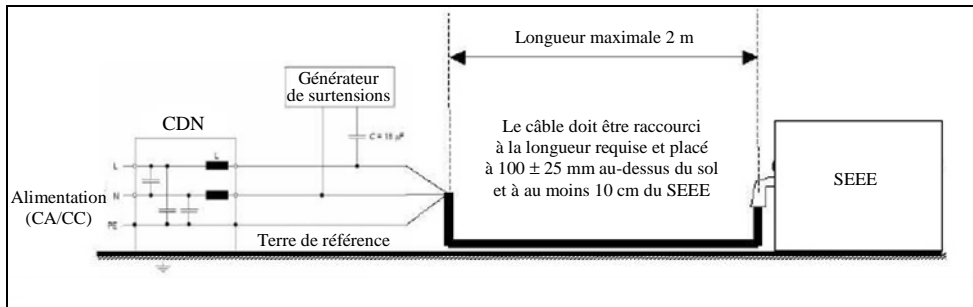 Longueur maximale 2 m
Générateur
de surtensions
CDN
C = 18 µF
Le câble doit être raccourci
à la longueur requise et placé
à 100 ± 25 mm au-dessus du sol
et à au moins 10 cm du SEEE
SEEE
L
L
Alimentation
(CA/CC)
N
PE
Terre de référence